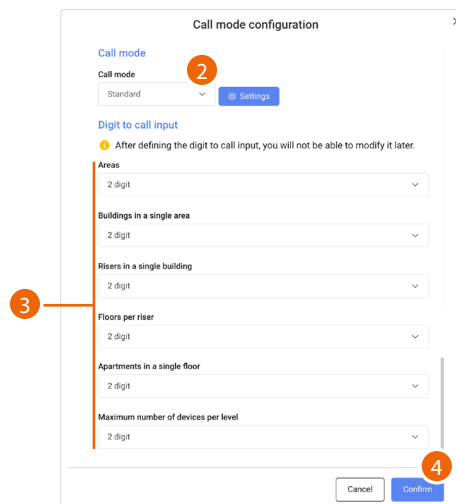 Call mode configuration
Call mode
Call mode
2
Standard
Settings
Digit to call input
After defining the digit to call input, you will not be able to modify it later.
Areas
2 digit
Buildings in a single area
2 digit
Risers in a single building
2 digit
3
Floors per riser
2 digit
Apartments in a single floor
2 digit
Maximum number of devices per level
2 digit
4
Cancel
Confirm